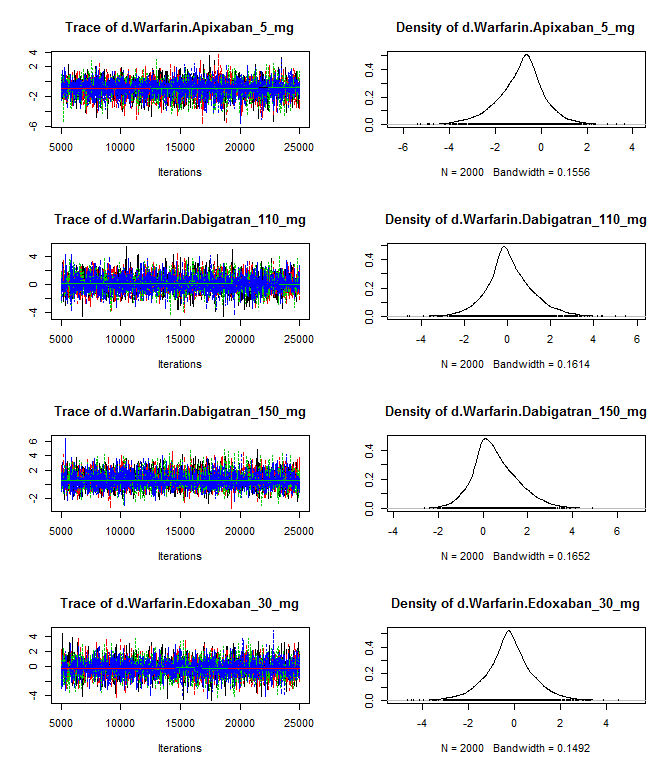 Trace of d.Warfarin.Apixaban_5_mg
4
2
-2
-6
5000 10000 15000 20000 25000
Iterations
Density of d.Warfarin.Apixaban_5_mg
0.4
0.2
0.0
-6 -4 -2 0 2 4
N = 2000 Bandwidth = 0.1556
Trace of d.Warfarin.Dabigatran_110_mg
4
0
-4
5000 10000 15000 20000 25000
Iterations
Density of d.Warfarin.Dabigatran_110_mg
0.4
0.2
0.0
-4 -2 0 2 4 6
N = 2000 Bandwidth = 0.1614
Trace of d.Warfarin.Dabigatran_150_mg
6
4
2
-2
5000 10000 15000 20000 25000
Iterations
Density of d.Warfarin.Dabigatran_150_mg
0.4
0.2
0.0
-4 -2 0 2 4 6
N = 2000 Bandwidth = 0.1652
Trace of d.Warfarin.Edoxaban_30_mg
4
2
0
-4
5000 10000 15000 20000 25000
Iterations
Density of d.Warfarin.Edoxaban_30_mg
0.4
0.2
0.0
-4 -2 0 2 4
N = 2000 Bandwidth = 0.1492